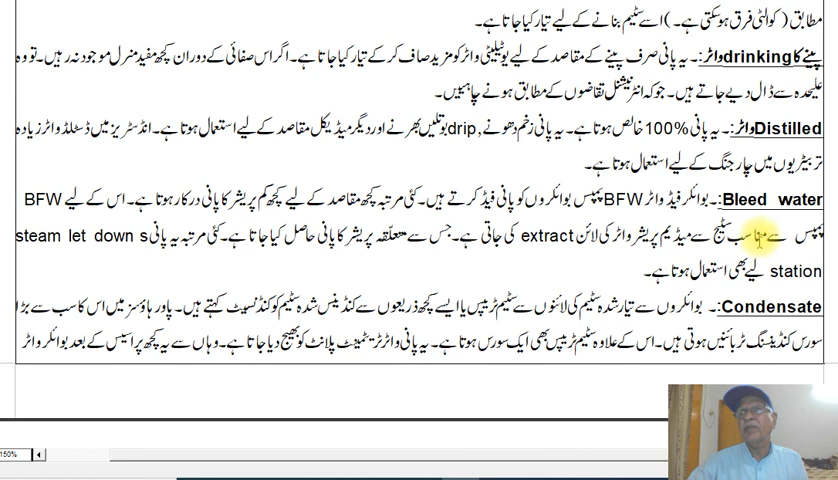 مطابق (کوالٹی فرق ہو سکتی ہے۔) اسے سٹیم بنانے کے لیے تیار کیا جاتا ہے۔
پینے کا drinking واٹر:۔ یہ پانی صرف پینے کے مقاصد کے لیے یوٹیلیٹی واٹر کو مزید صاف کر کے تیار کیا جاتا ہے۔ اگر اس صفائی کے دوران کچھ مفید منرل موجود نہ رہیں۔ تو وہ
علیحدہ سے ڈال دیے جاتے ہیں۔ جو کہ انٹرنیشنل تقاضوں کے مطابق ہونے چاہییں۔
Distilled واٹر:۔ یہ پانی 100% خالص ہوتا ہے۔ یہ پانی زخم دھونے, drip بوتلیں بھرنے اور دیگر میڈیکل مقاصد کے لیے استعمال ہوتا ہے۔ انڈسٹریز میں ڈسٹلڈ واٹر زیادہ
تر بیٹریوں میں چارجنگ کے لیے استعمال ہوتا ہے۔
Bleed water:۔ بوائلر فیڈ واٹر BFW پمپس بوائلروں کو پانی فیڈ کرتے ہیں۔ کئی مرتبہ کچھ مقاصد کے لیے کچھ کم پریشر کا پانی درکار ہوتا ہے۔ اس کے لیے BFW
پمپس سے مناسب سٹیج سے میڈیم پریشر واٹر کی لائن extract کی جاتی ہے۔ جس سے متعلقہ پریشر کا پانی حاصل کیا جاتا ہے۔ کئی مرتبہ یہ پانی steam let down s
station لیے بھی استعمال ہوتا ہے۔
Condensate:۔ بوائلروں سے تیار شدہ سٹیم کی لائنوں سے سٹیم ٹریپس یا ایسے کچھ ذریعوں سے کنڈینس شدہ سٹیم کو کنڈنسیٹ کہتے ہیں۔ پاور ہاؤسز میں اس کا سب سے بڑا
سورس کنڈینسنگ ٹربائنیں ہوتی ہیں۔ اس کے علاوہ سٹیم ٹریپس بھی ایک سورس ہوتا ہے۔ یہ پانی واٹر ٹریٹمینٹ پلانٹ کو بھیج دیا جاتا ہے۔ وہاں سے یہ کچھ پراسیس کے بعد بوائلر واٹر
150%